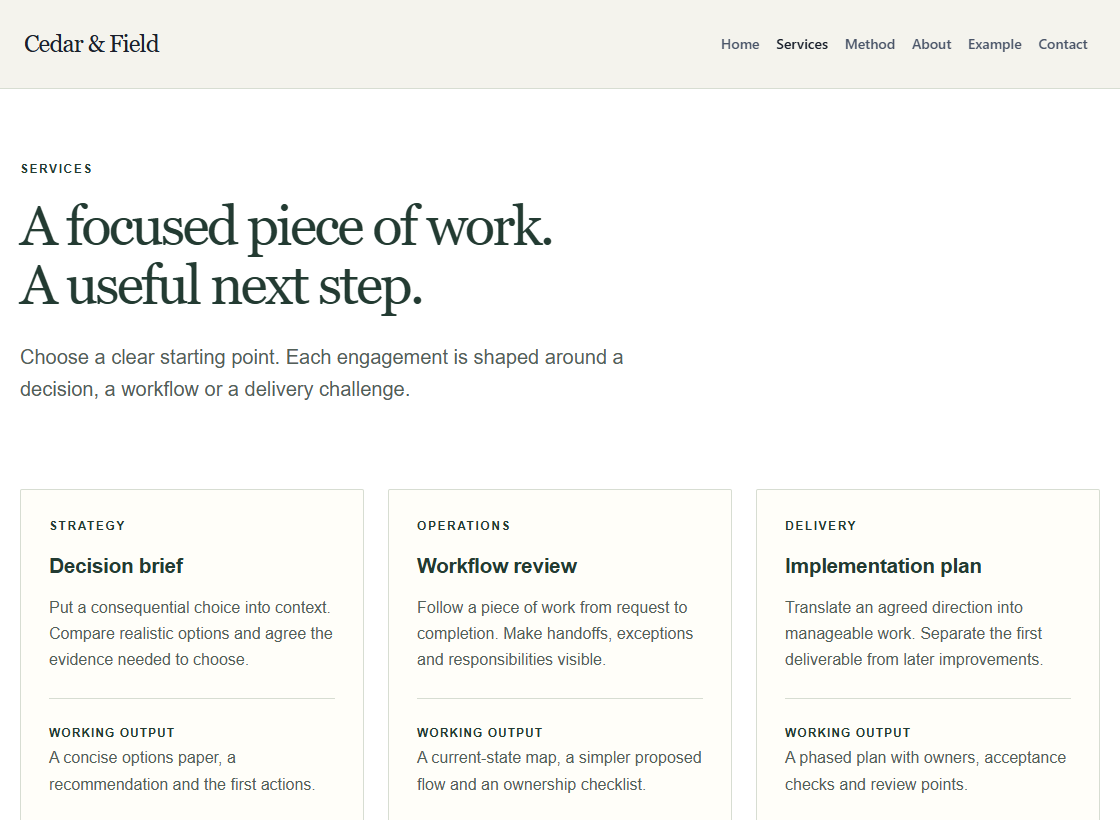 Cedar & Field
Home Services Method About Example Contact
SERVICES
A focused piece of work.
A useful next step.
Choose a clear starting point. Each engagement is shaped around a
decision, a workflow or a delivery challenge.
STRATEGY
Decision brief
Put a consequential choice into context.
Compare realistic options and agree the
evidence needed to choose.
WORKING OUTPUT
A concise options paper, a
recommendation and the first actions.
OPERATIONS
Workflow review
Follow a piece of work from request to
completion. Make handoffs, exceptions
and responsibilities visible.
WORKING OUTPUT
A current-state map, a simpler proposed
flow and an ownership checklist.
DELIVERY
Implementation plan
Translate an agreed direction into
manageable work. Separate the first
deliverable from later improvements.
WORKING OUTPUT
A phased plan with owners, acceptance
checks and review points.